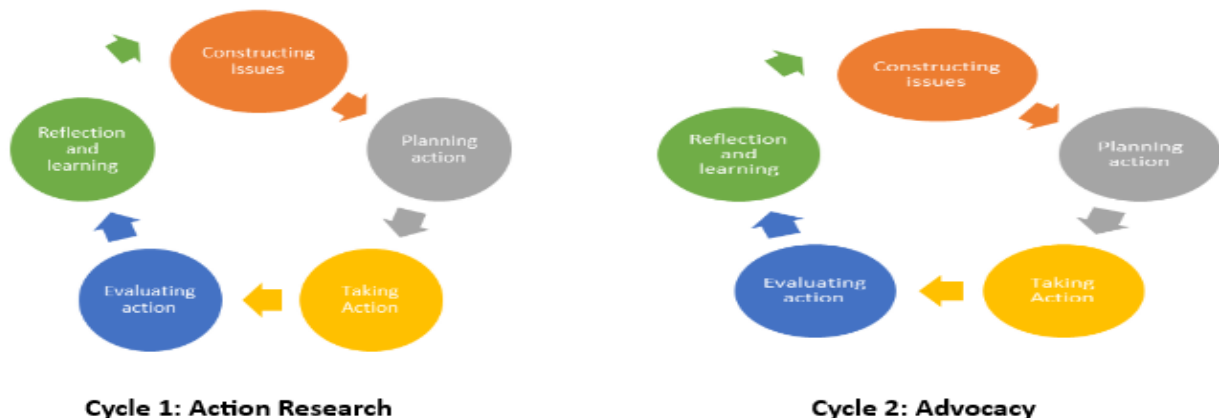 Constructing
issues
Planning
action
Taking
Action
Evaluating
action
Reflection
and
learning
Cycle 1: Action Research
Constructing
issues
Planning
action
Taking
Action
Evaluating
action
Reflection
and
learning
Cycle 2: Advocacy